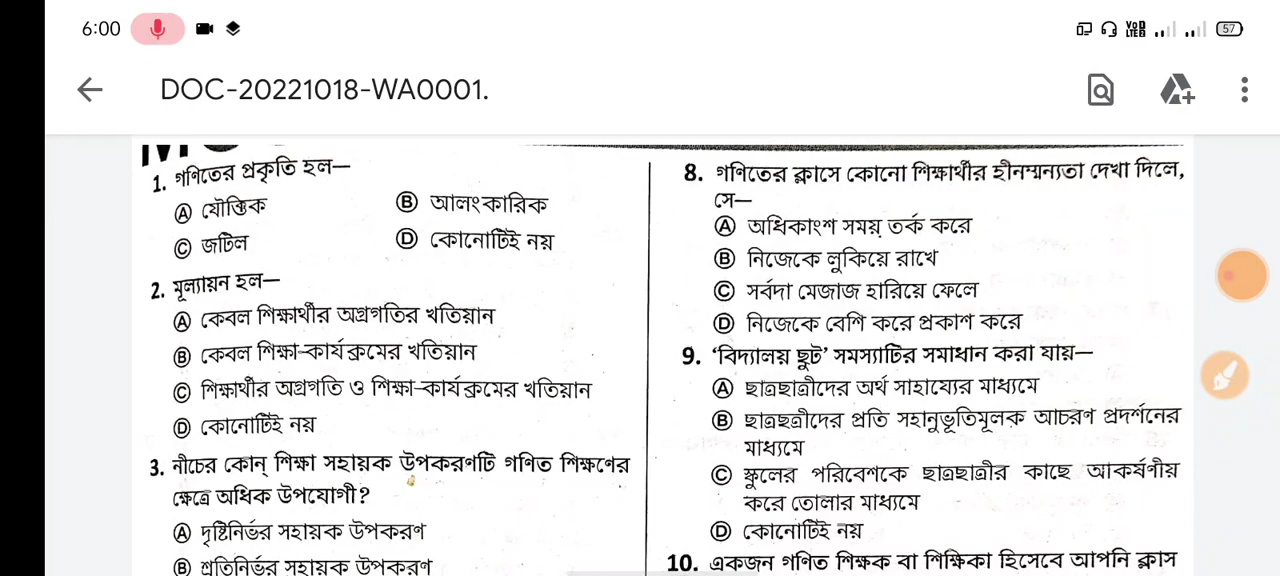 6:00
VoD LTE 57
DOC-20221018-WA0001.
1. গণিতের প্রকৃতি হল—
Ⓐ যৌক্তিক
Ⓑ আলংকারিক
Ⓒ জটিল
Ⓓ কোনোটিই নয়
2. মূল্যায়ন হল—
Ⓐ কেবল শিক্ষার্থীর অগ্রগতির খতিয়ান
Ⓑ কেবল শিক্ষা-কার্যক্রমের খতিয়ান
Ⓒ শিক্ষার্থীর অগ্রগতি ও শিক্ষা-কার্যক্রমের খতিয়ান
Ⓓ কোনোটিই নয়
3. নীচের কোন্ শিক্ষা সহায়ক উপকরণটি গণিত শিক্ষণের
ক্ষেত্রে অধিক উপযোগী?
Ⓐ দৃষ্টিনির্ভর সহায়ক উপকরণ
Ⓑ শ্রুতিনির্ভর সহায়ক উপকরণ
8. গণিতের ক্লাসে কোনো শিক্ষার্থীর হীনম্মন্যতা দেখা দিলে,
সে—
Ⓐ অধিকাংশ সময় তর্ক করে
Ⓑ নিজেকে লুকিয়ে রাখে
Ⓒ সর্বদা মেজাজ হারিয়ে ফেলে
Ⓓ নিজেকে বেশি করে প্রকাশ করে
9. ‘বিদ্যালয় ছুট’ সমস্যাটির সমাধান করা যায়—
Ⓐ ছাত্রছাত্রীদের অর্থ সাহায্যের মাধ্যমে
Ⓑ ছাত্রছত্রীদের প্রতি সহানুভূতিমূলক আচরণ প্রদর্শনের
মাধ্যমে
Ⓒ স্কুলের পরিবেশকে ছাত্রছাত্রীর কাছে আকর্ষণীয়
করে তোলার মাধ্যমে
Ⓓ কোনোটিই নয়
10. একজন গণিত শিক্ষক বা শিক্ষিকা হিসেবে আপনি ক্লাস